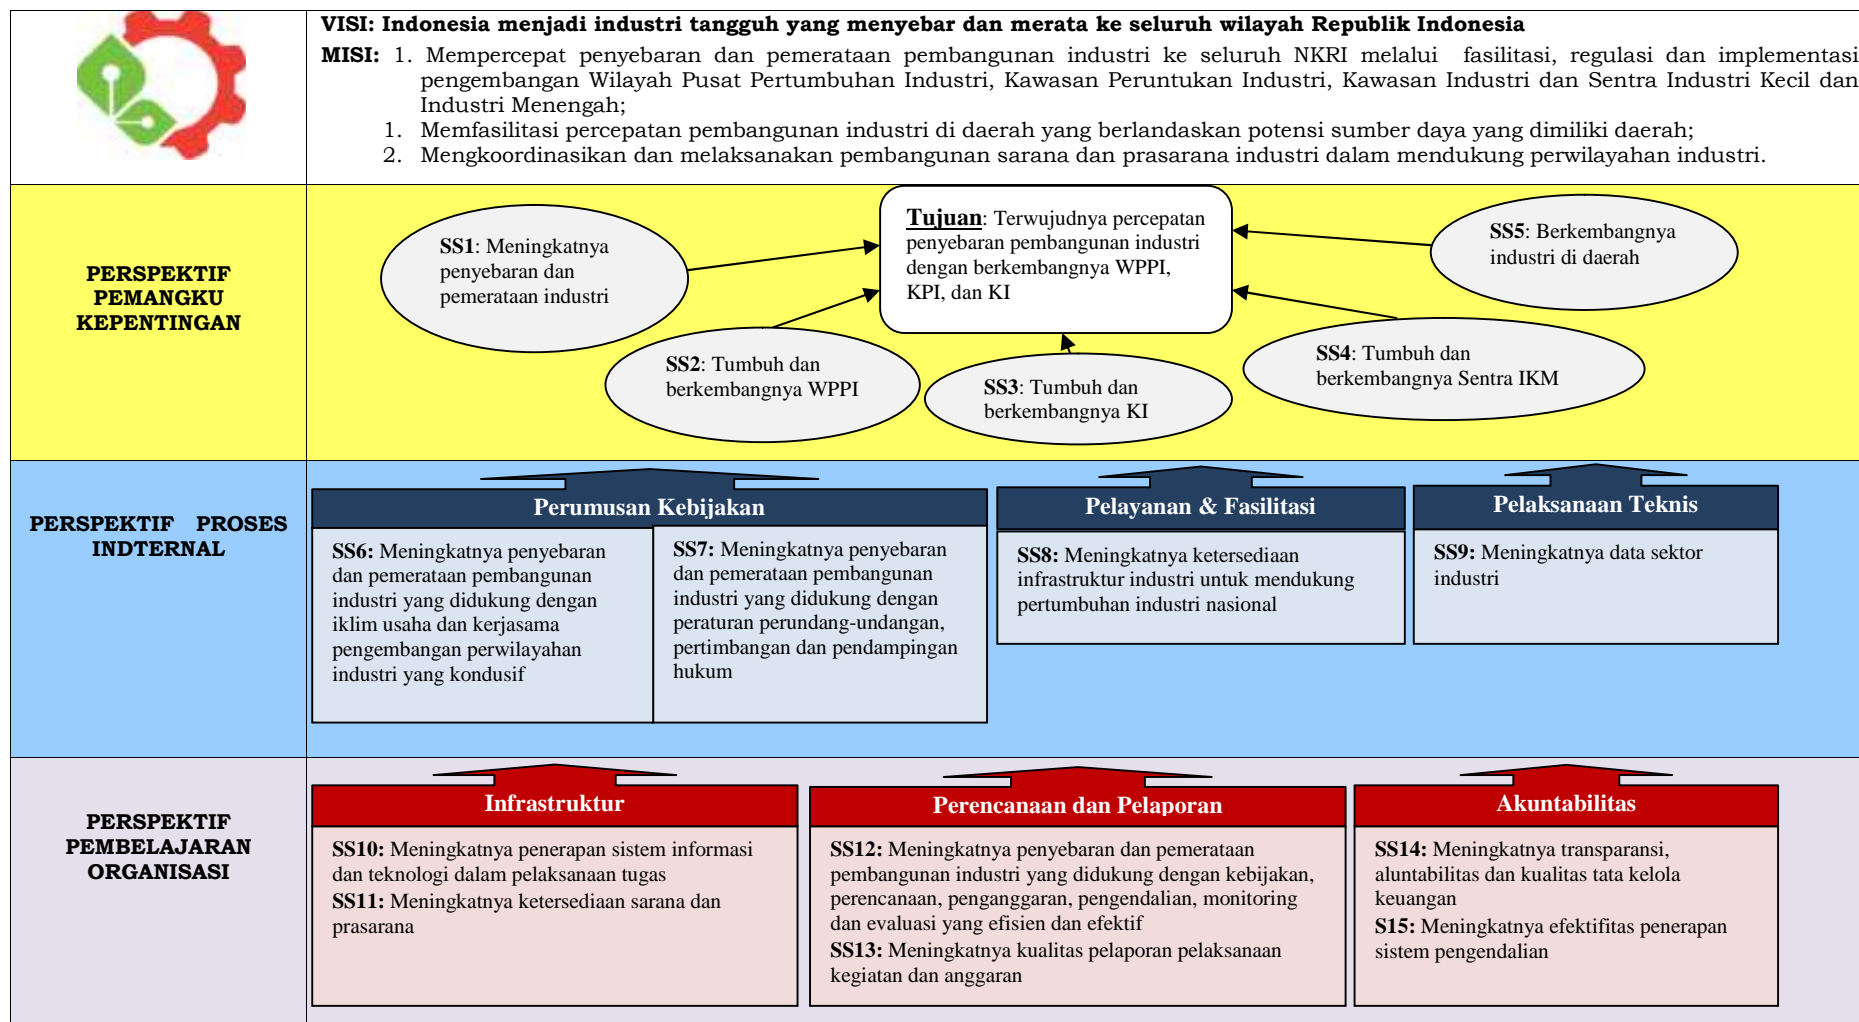 VISI: Indonesia menjadi industri tangguh yang menyebar dan merata ke seluruh wilayah Republik Indonesia
MISI: 1. Mempercepat penyebaran dan pemerataan pembangunan industri ke seluruh NKRI melalui fasilitasi, regulasi dan implementasi
pengembangan Wilayah Pusat Pertumbuhan Industri, Kawasan Peruntukan Industri, Kawasan Industri dan Sentra Industri Kecil dan
Industri Menengah;
1. Memfasilitasi percepatan pembangunan industri di daerah yang berlandaskan potensi sumber daya yang dimiliki daerah;
2. Mengkoordinasikan dan melaksanakan pembangunan sarana dan prasarana industri dalam mendukung perwilayahan industri.
PERSPEKTIF
PEMANGKU
KEPENTINGAN
SS1: Meningkatnya
penyebaran dan
pemerataan industri
SS2: Tumbuh dan
berkembangnya WPPI
Tujuan: Terwujudnya percepatan
penyebaran pembangunan industri
dengan berkembangnya WPPI,
KPI, dan KI
SS3: Tumbuh dan
berkembangnya KI
SS4: Tumbuh dan
berkembangnya Sentra IKM
SS5: Berkembangnya
industri di daerah
PERSPEKTIF PROSES
INDTERNAL
Perumusan Kebijakan
SS6: Meningkatnya penyebaran
dan pemerataan pembangunan
industri yang didukung dengan
iklim usaha dan kerjasama
pengembangan perwilayahan
industri yang kondusif
SS7: Meningkatnya penyebaran
dan pemerataan pembangunan
industri yang didukung dengan
peraturan perundang-undangan,
pertimbangan dan pendampingan
hukum
Pelayanan & Fasilitasi
SS8: Meningkatnya ketersediaan
infrastruktur industri untuk mendukung
pertumbuhan industri nasional
Pelaksanaan Teknis
SS9: Meningkatnya data sektor
industri
PERSPEKTIF
PEMBELAJARAN
ORGANISASI
Infrastruktur
SS10: Meningkatnya penerapan sistem informasi
dan teknologi dalam pelaksanaan tugas
SS11: Meningkatnya ketersediaan sarana dan
prasarana
Perencanaan dan Pelaporan
SS12: Meningkatnya penyebaran dan pemerataan
pembangunan industri yang didukung dengan kebijakan,
perencanaan, penganggaran, pengendalian, monitoring
dan evaluasi yang efisien dan efektif
SS13: Meningkatnya kualitas pelaporan pelaksanaan
kegiatan dan anggaran
Akuntabilitas
SS14: Meningkatnya transparansi,
aluntabilitas dan kualitas tata kelola
keuangan
S15: Meningkatnya efektifitas penerapan
sistem pengendalian